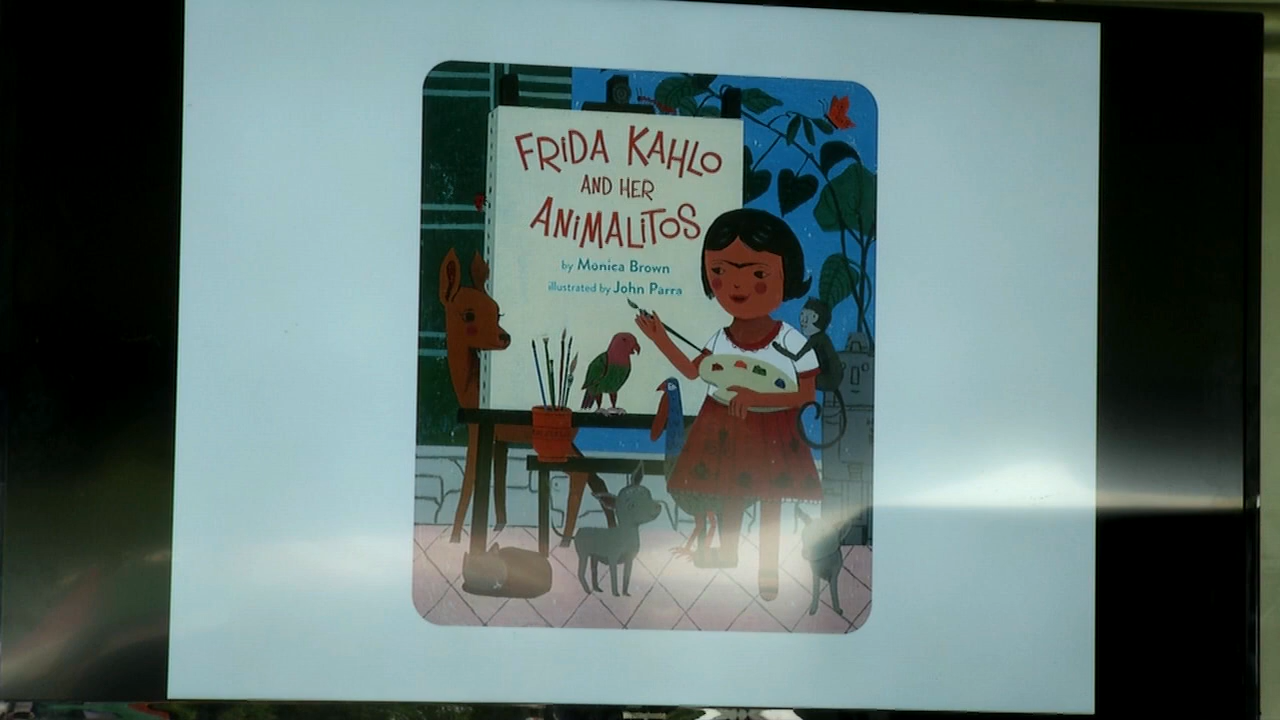 FRiDA KAHLO
AND HER
ANiMALiTOS
by Monica Brown
illustrated by John Parra